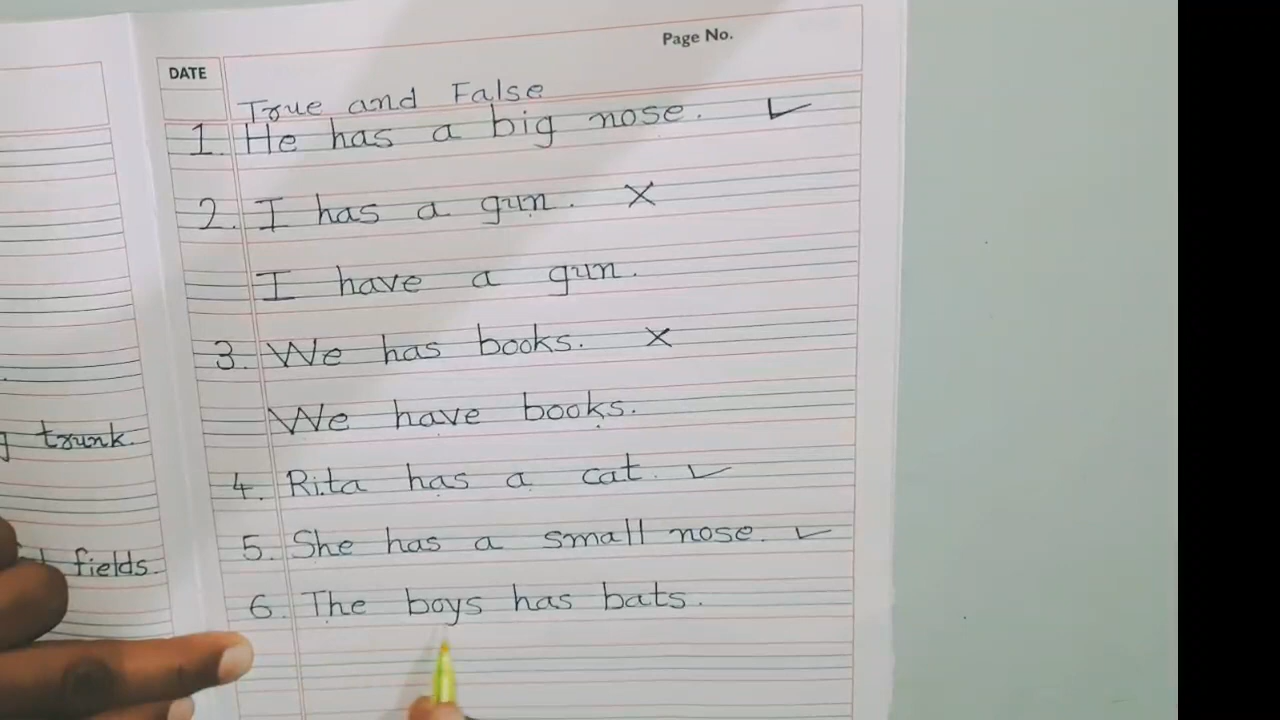 Page No.
DATE
True and False
1. He has a big nose. ✓
2. I has a gun. ×
I have a gun.
3. We has books. ×
We have books.
4. Rita has a cat. ✓
5. She has a small nose. ✓
6. The boys has bats.
trunk.
fields.